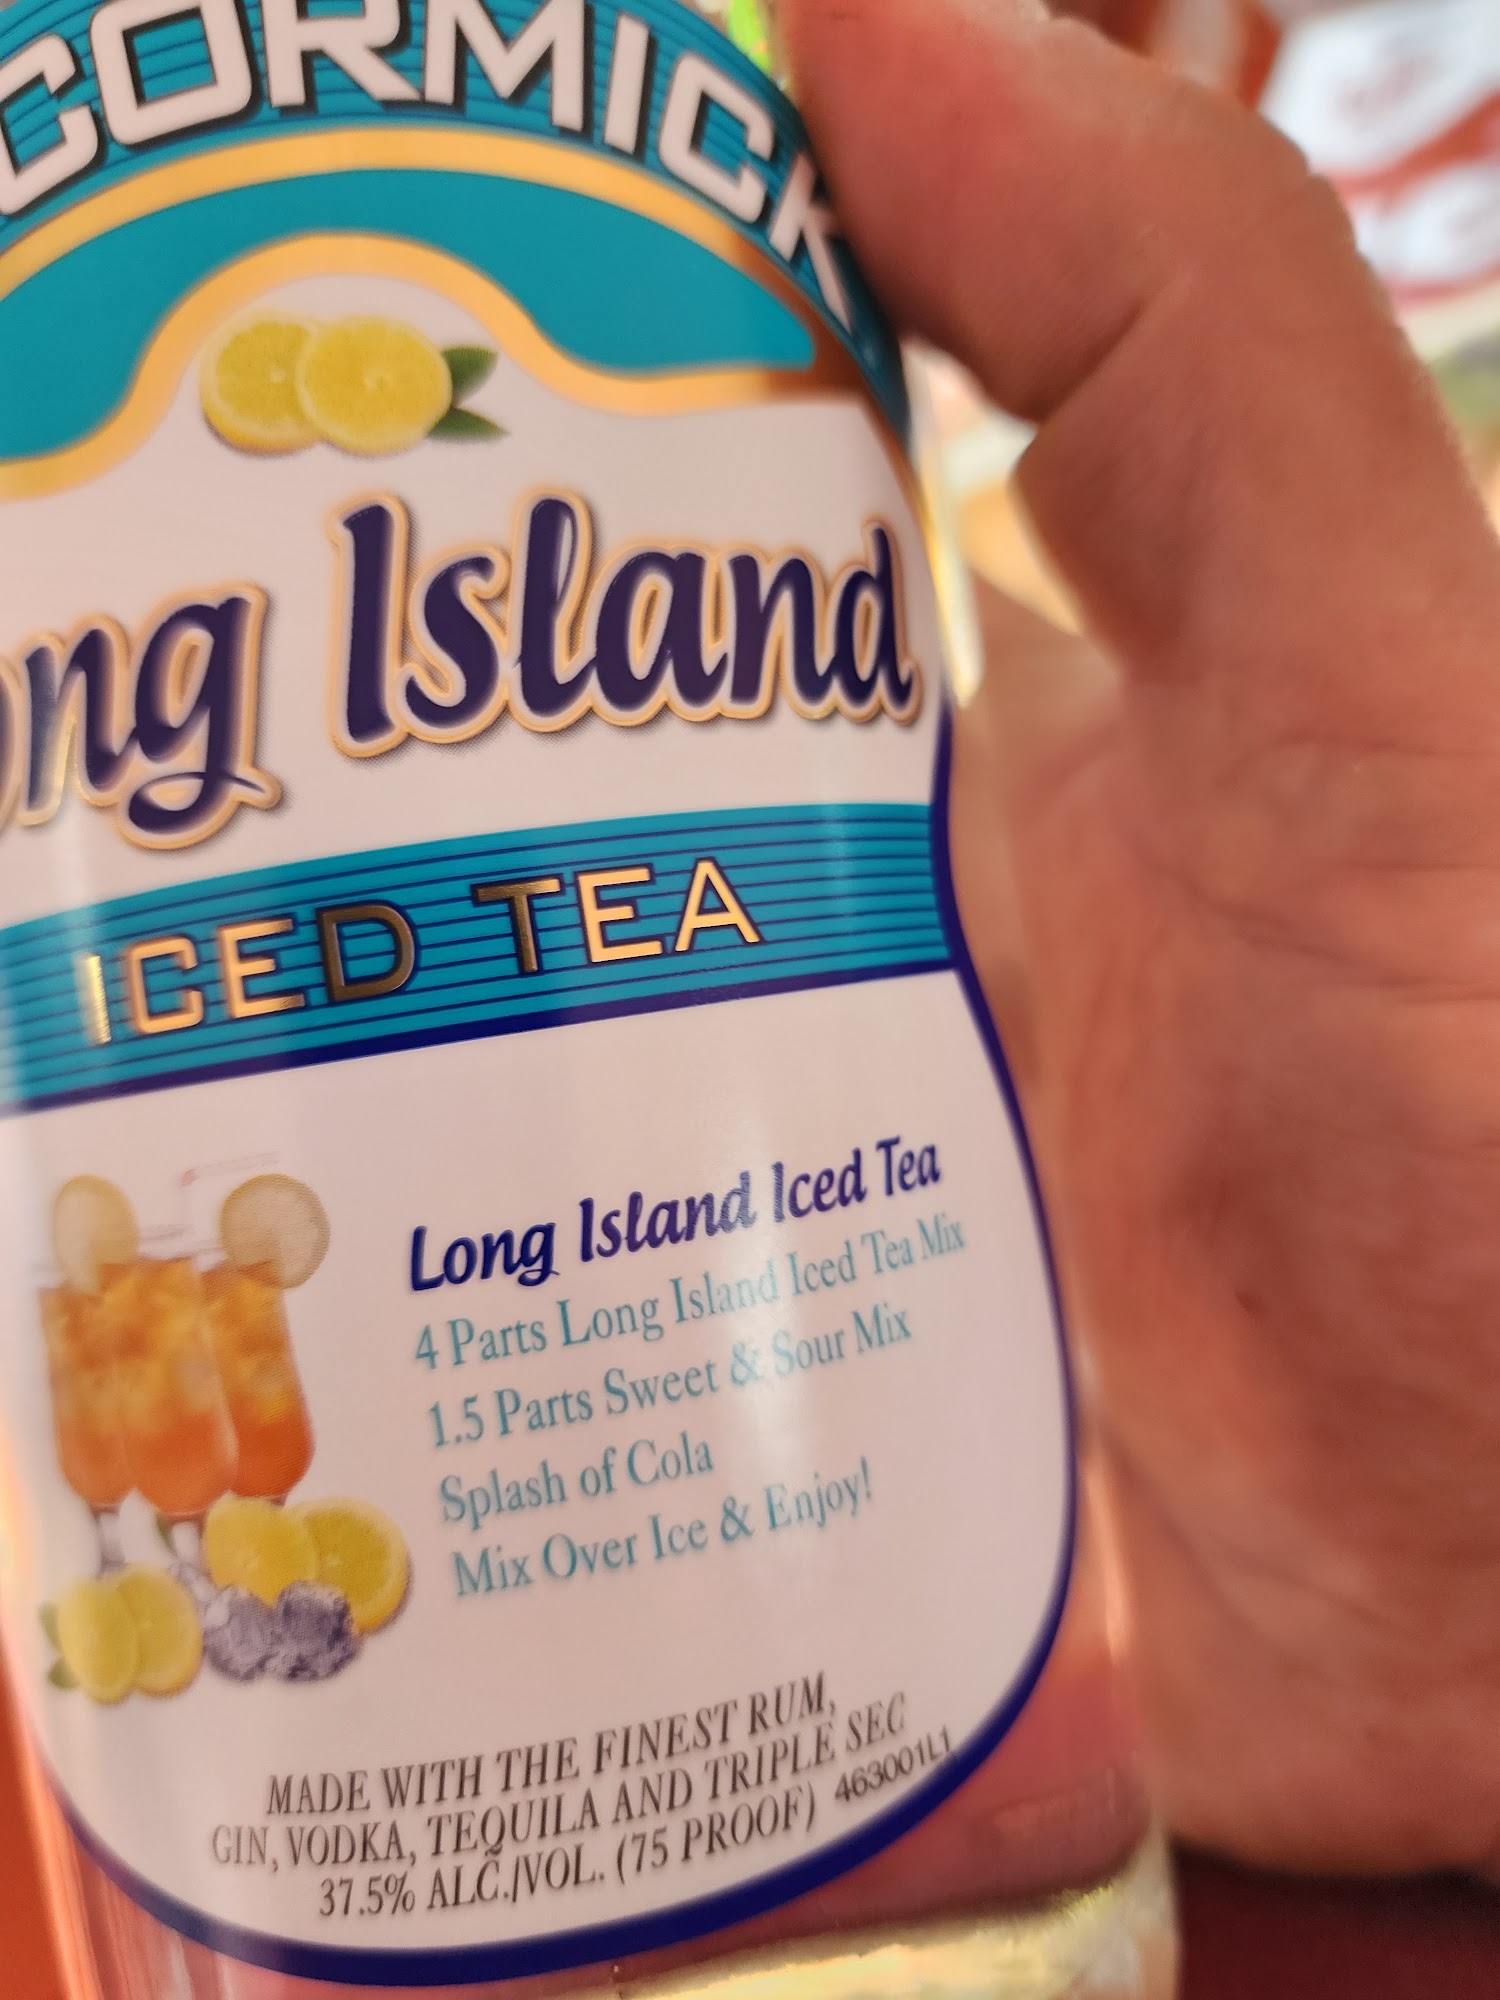 CORMICK
ong Island
ICED TEA
Long Island Iced Tea
4 Parts Long Island Iced Tea Mix
1.5 Parts Sweet & Sour Mix
Splash of Cola
Mix Over Ice & Enjoy!
MADE WITH THE FINEST RUM,
GIN, VODKA, TEQUILA AND TRIPLE SEC
37.5% ALC./VOL. (75 PROOF) 463001L1